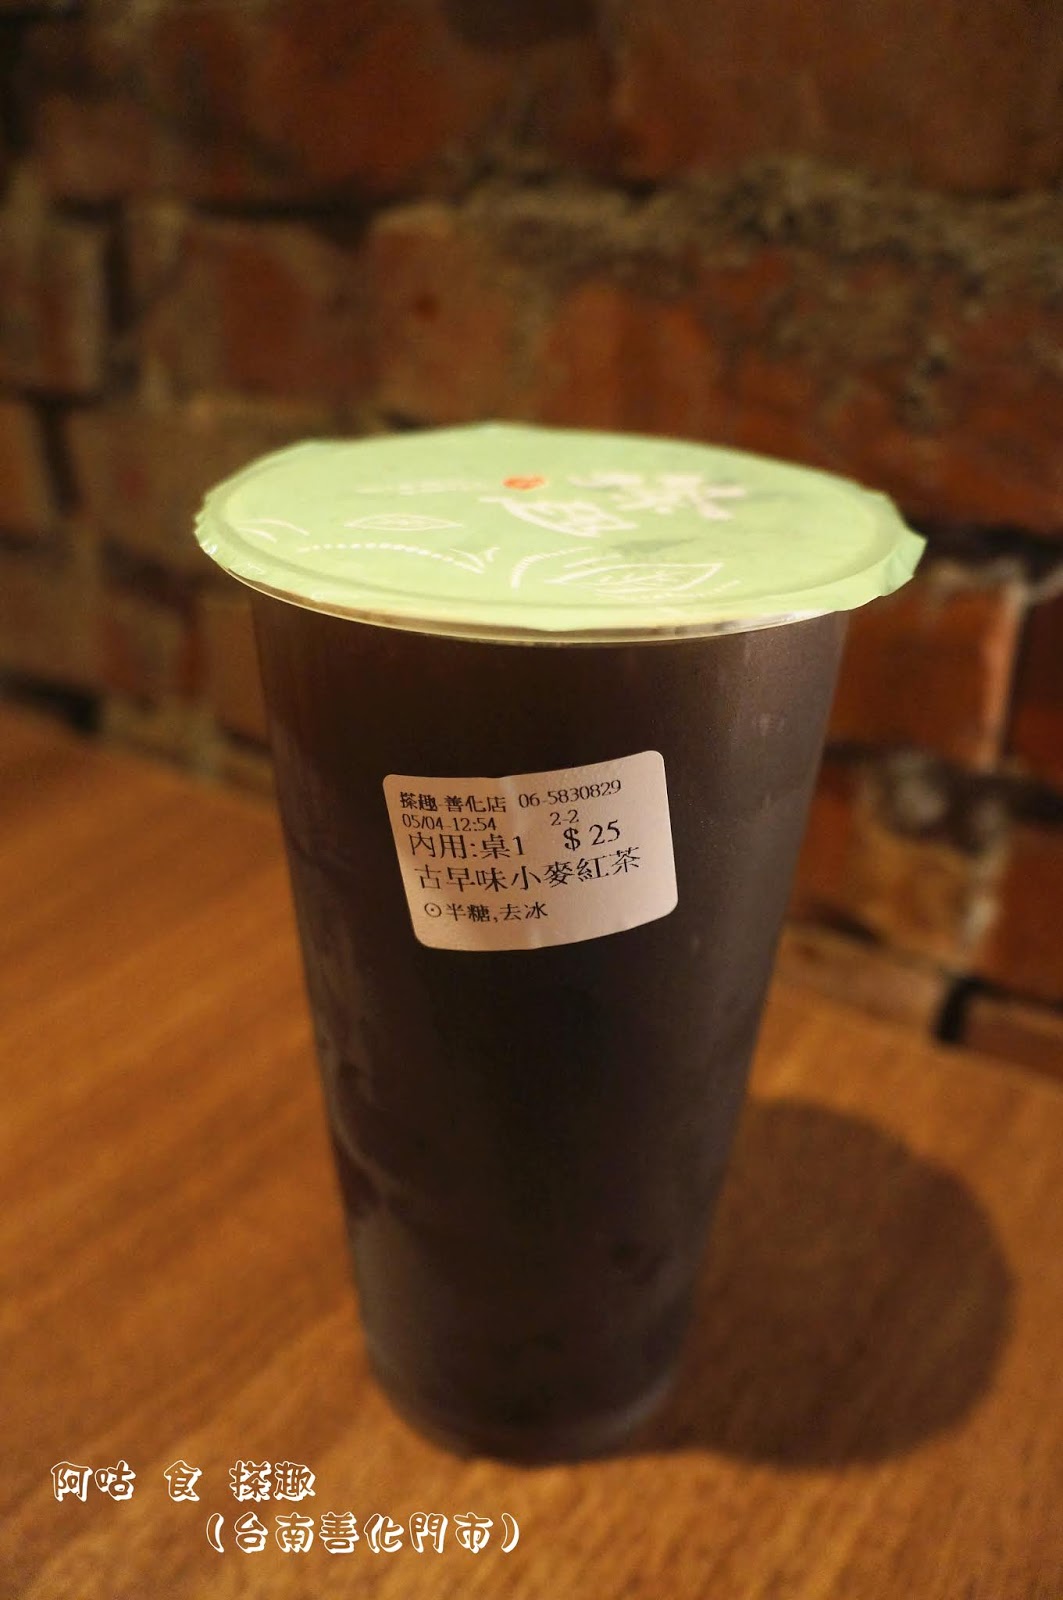 搽趣-善化店 06-5830829
05/04-12:54 2-2
內用:桌1 $25
古早味小麥紅茶
⊙半糖,去冰
阿咕 食 搽趣
(台南善化門市)